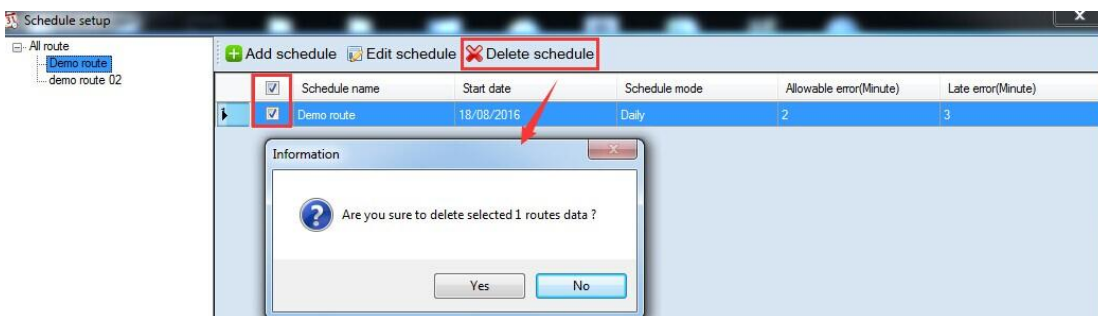 Schedule setup
All route
Demo route
demo route 02
Add schedule Edit schedule Delete schedule
Schedule name Start date Schedule mode Allowable error(Minute) Late error(Minute)
1 Demo route 18/08/2016 Daily 2 3
Information
Are you sure to delete selected 1 routes data ?
Yes No